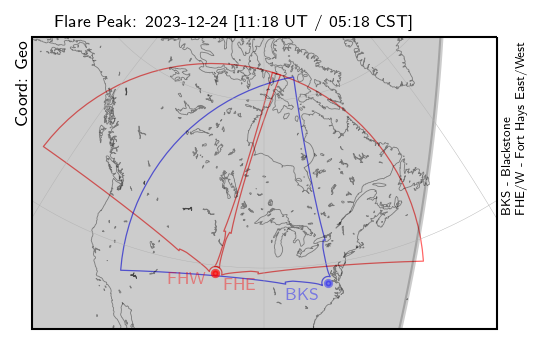 Flare Peak: 2023-12-24 [11:18 UT / 05:18 CST]
Coord: Geo
BKS - Blackstone
FHE/W - Fort Hays East/West
FHW
FHE
BKS